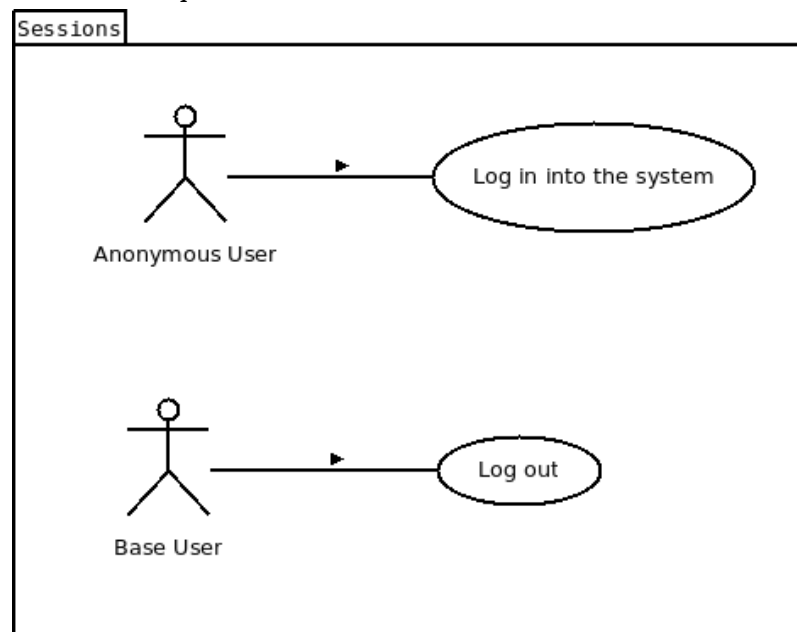 Sessions
Log in into the system
Anonymous User
Log out
Base User